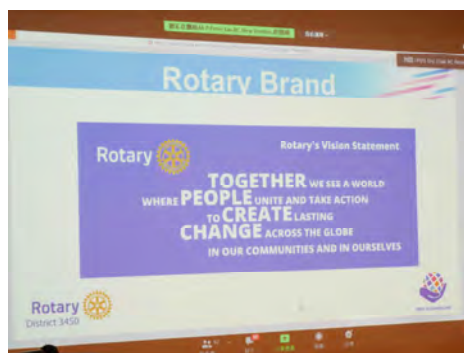 Rotary Brand
Rotary
Rotary's Vision Statement
TOGETHER WE SEE A WORLD
WHERE PEOPLE UNITE AND TAKE ACTION
TO CREATE LASTING
CHANGE ACROSS THE GLOBE
IN OUR COMMUNITIES AND IN OURSELVES
Rotary
District 3450